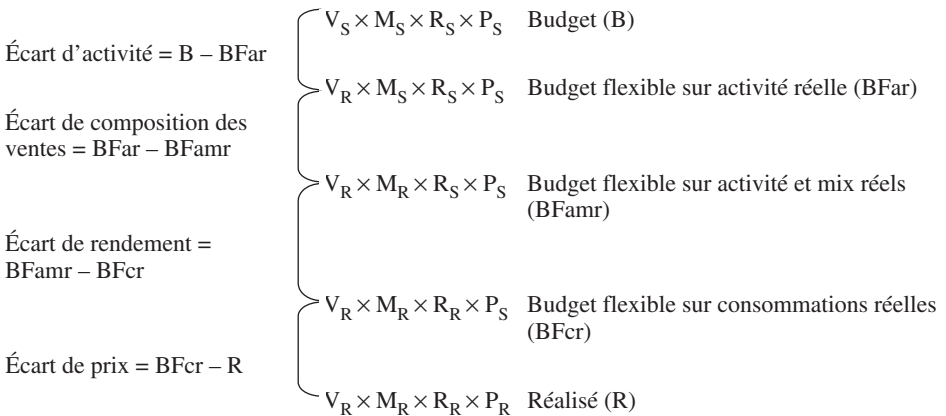 V_S × M_S × R_S × P_S Budget (B)
Écart d'activité = B – BFar
V_R × M_S × R_S × P_S Budget flexible sur activité réelle (BFar)
Écart de composition des
ventes = BFar – BFamr
V_R × M_R × R_S × P_S Budget flexible sur activité et mix réels
(BFamr)
Écart de rendement =
BFamr – BFcr
V_R × M_R × R_R × P_S Budget flexible sur consommations réelles
(BFcr)
Écart de prix = BFcr – R
V_R × M_R × R_R × P_R Réalisé (R)